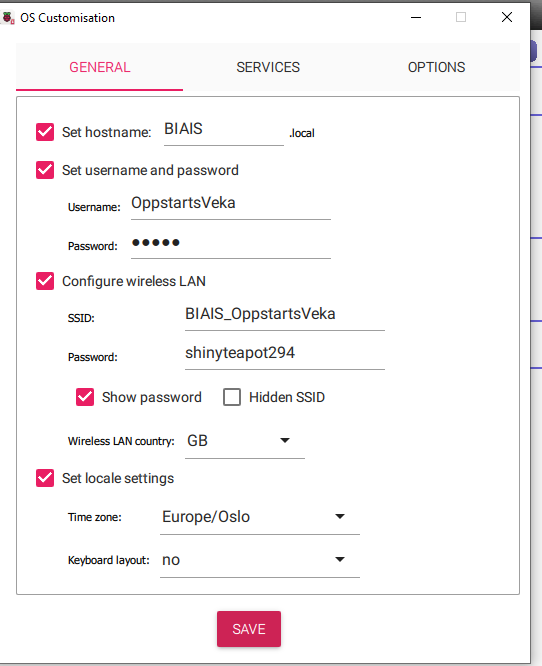 OS Customisation
GENERAL SERVICES OPTIONS
Set hostname: BIAIS .local
Set username and password
Username: OppstartsVeka
Password: •••••
Configure wireless LAN
SSID: BIAIS_OppstartsVeka
Password: shinyteapot294
Show password Hidden SSID
Wireless LAN country: GB
Set locale settings
Time zone: Europe/Oslo
Keyboard layout: no
SAVE